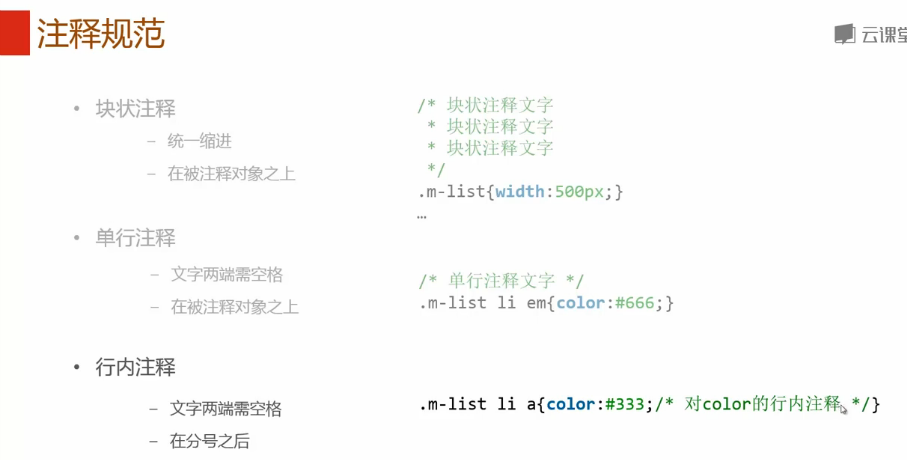 注释规范
云课堂
• 块状注释
– 统一缩进
– 在被注释对象之上
/* 块状注释文字
 * 块状注释文字
 * 块状注释文字
 */
.m-list{width:500px;}
…
• 单行注释
– 文字两端需空格
– 在被注释对象之上
/* 单行注释文字 */
.m-list li em{color:#666;}
• 行内注释
– 文字两端需空格
– 在分号之后
.m-list li a{color:#333;/* 对color的行内注释 */}